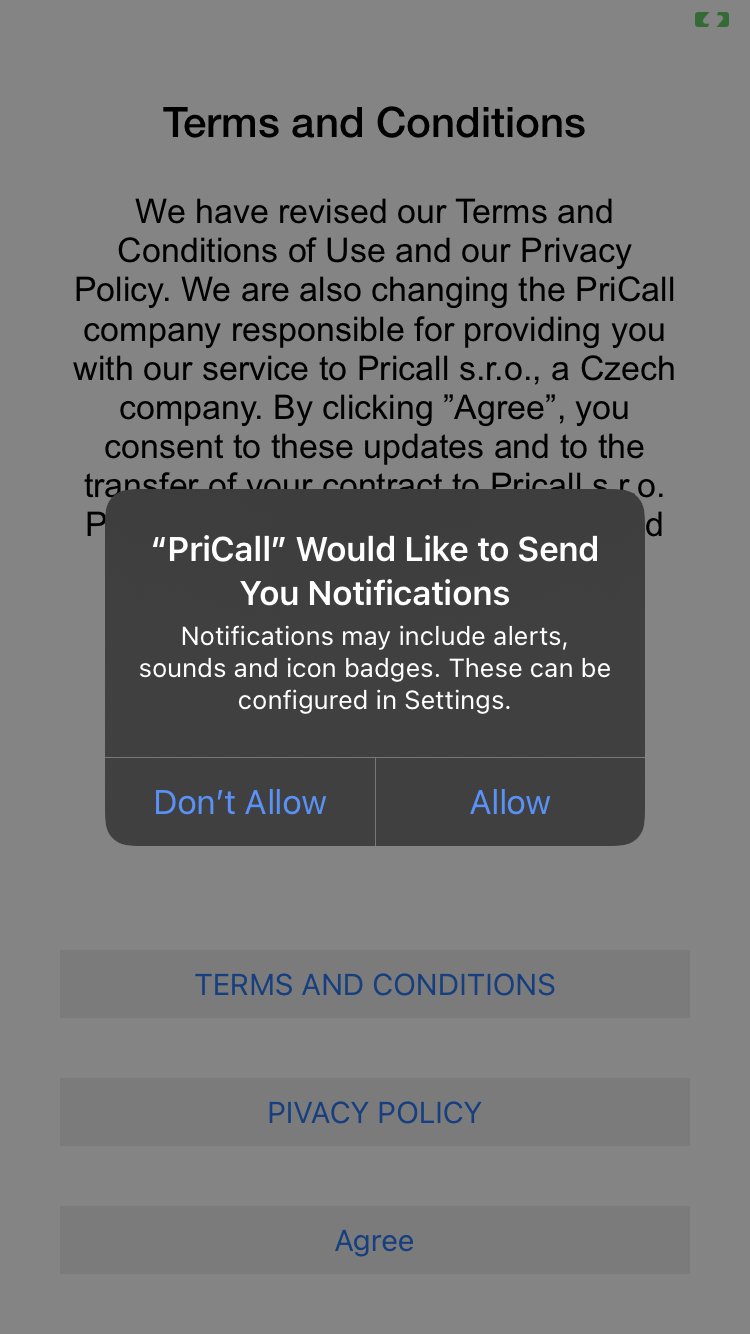 Terms and Conditions
We have revised our Terms and
Conditions of Use and our Privacy
Policy. We are also changing the PriCall
company responsible for providing you
with our service to Pricall s.r.o., a Czech
company. By clicking ”Agree”, you
consent to these updates and to the
transfer of your contract to Pricall s.r.o.
“PriCall” Would Like to Send
You Notifications
Notifications may include alerts,
sounds and icon badges. These can be
configured in Settings.
Don’t Allow
Allow
TERMS AND CONDITIONS
PIVACY POLICY
Agree